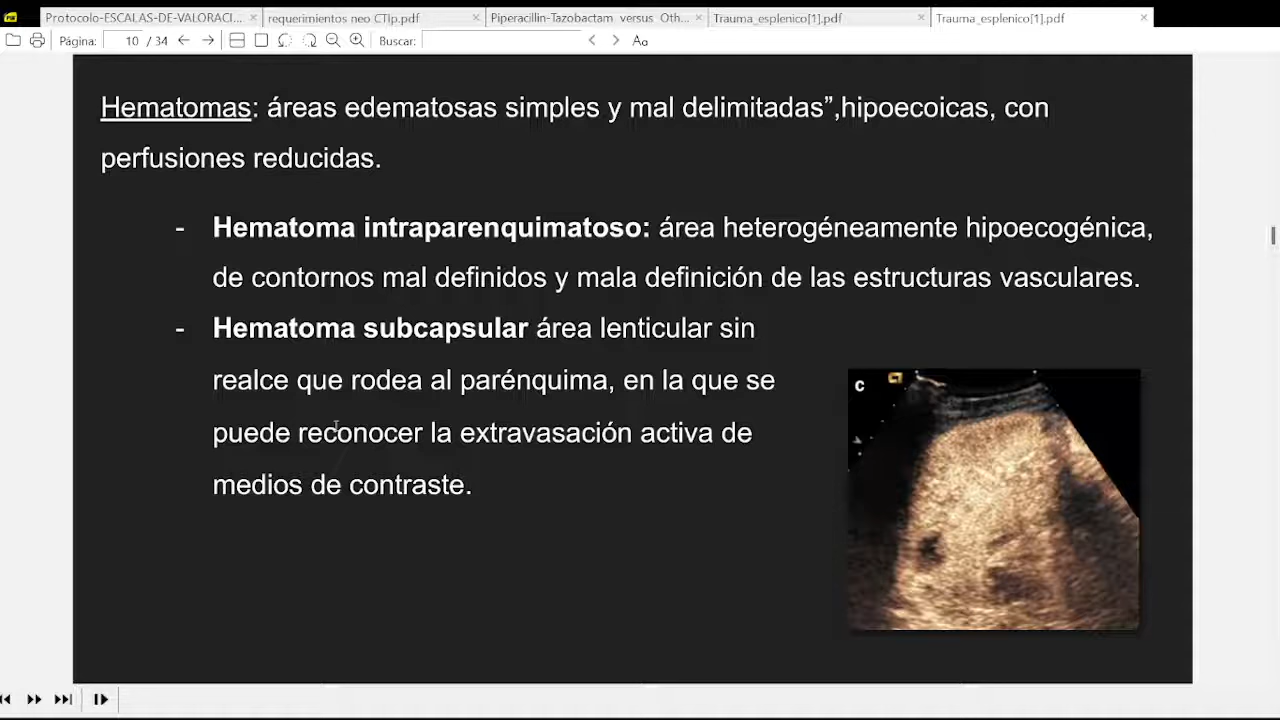 Protocolo-ESCALAS-DE-VALORACI...
requerimientos neo CTIp.pdf
Piperacillin-Tazobactam versus Oth...
Trauma_esplenico[1].pdf
Trauma_esplenico[1].pdf
Página: 10 / 34
Buscar:
Aa
Hematomas: áreas edematosas simples y mal delimitadas”,hipoecoicas, con
perfusiones reducidas.
- Hematoma intraparenquimatoso: área heterogéneamente hipoecogénica,
de contornos mal definidos y mala definición de las estructuras vasculares.
- Hematoma subcapsular área lenticular sin
realce que rodea al parénquima, en la que se
puede reconocer la extravasación activa de
medios de contraste.
c